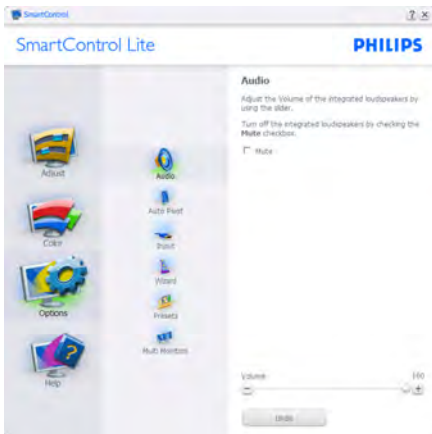 SmartControl
? ×
SmartControl Lite
PHILIPS
Audio
Adjust the Volume of the integrated loudspeakers by
using the slider.
Turn off the integrated loudspeakers by checking the
Mute checkbox.
Mute
Adjust
Color
Options
Help
Audio
Auto Pivot
Wizard
Presets
Multi Monitors
Volume
100
Undo